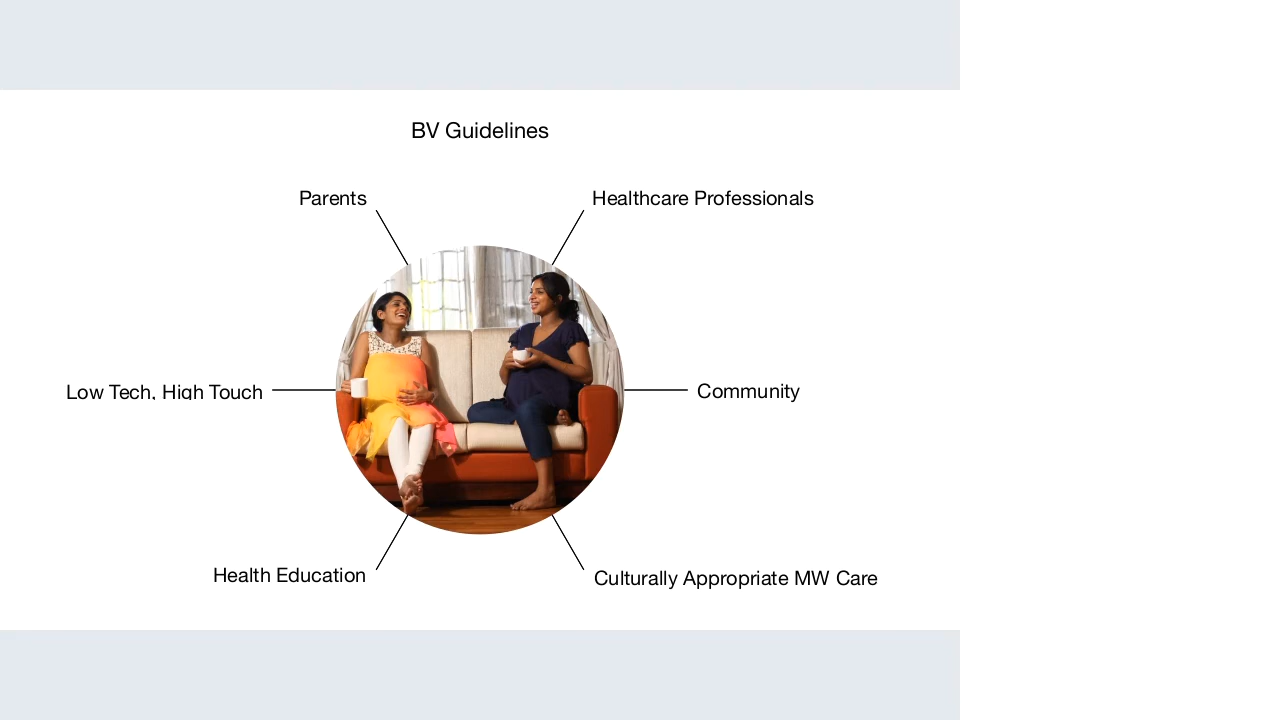 BV Guidelines
Parents
Healthcare Professionals
Low Tech, High Touch
Community
Health Education
Culturally Appropriate MW Care